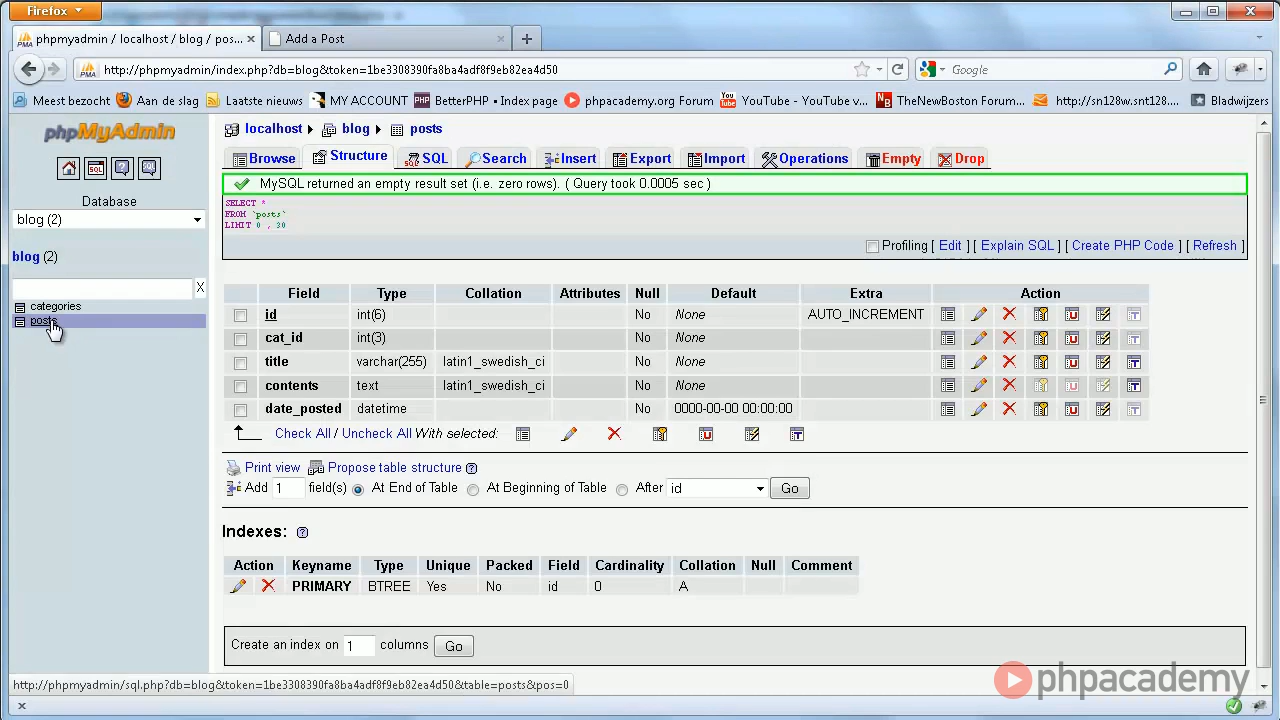 Firefox
phpmyadmin / localhost / blog / pos... Add a Post
http://phpmyadmin/index.php?db=blog&token=1be3308390fa8ba4adf8f9eb82ea4d50 Google
Meest bezocht Aan de slag Laatste nieuws MY ACCOUNT BetterPHP • Index page phpacademy.org Forum YouTube - YouTube v... TheNewBoston Forum... http://sn128w.snt128.... Bladwijzers
phpMyAdmin
Database
blog (2)
blog (2)
X
categories
posts
localhost blog posts
Browse Structure SQL Search Insert Export Import Operations Empty Drop
MySQL returned an empty result set (i.e. zero rows). ( Query took 0.0005 sec )
SELECT *
FROM `posts`
LIMIT 0 , 30
Profiling [ Edit ] [ Explain SQL ] [ Create PHP Code ] [ Refresh ]
Field Type Collation Attributes Null Default Extra Action
id int(6) No None AUTO_INCREMENT
cat_id int(3) No None
title varchar(255) latin1_swedish_ci No None
contents text latin1_swedish_ci No None
date_posted datetime No 0000-00-00 00:00:00
Check All / Uncheck All With selected:
Print view Propose table structure
Add 1 field(s) At End of Table At Beginning of Table After id Go
Indexes:
Action Keyname Type Unique Packed Field Cardinality Collation Null Comment
PRIMARY BTREE Yes No id 0 A
Create an index on 1 columns Go
http://phpmyadmin/sql.php?db=blog&token=1be3308390fa8ba4adf8f9eb82ea4d50&table=posts&pos=0
phpacademy